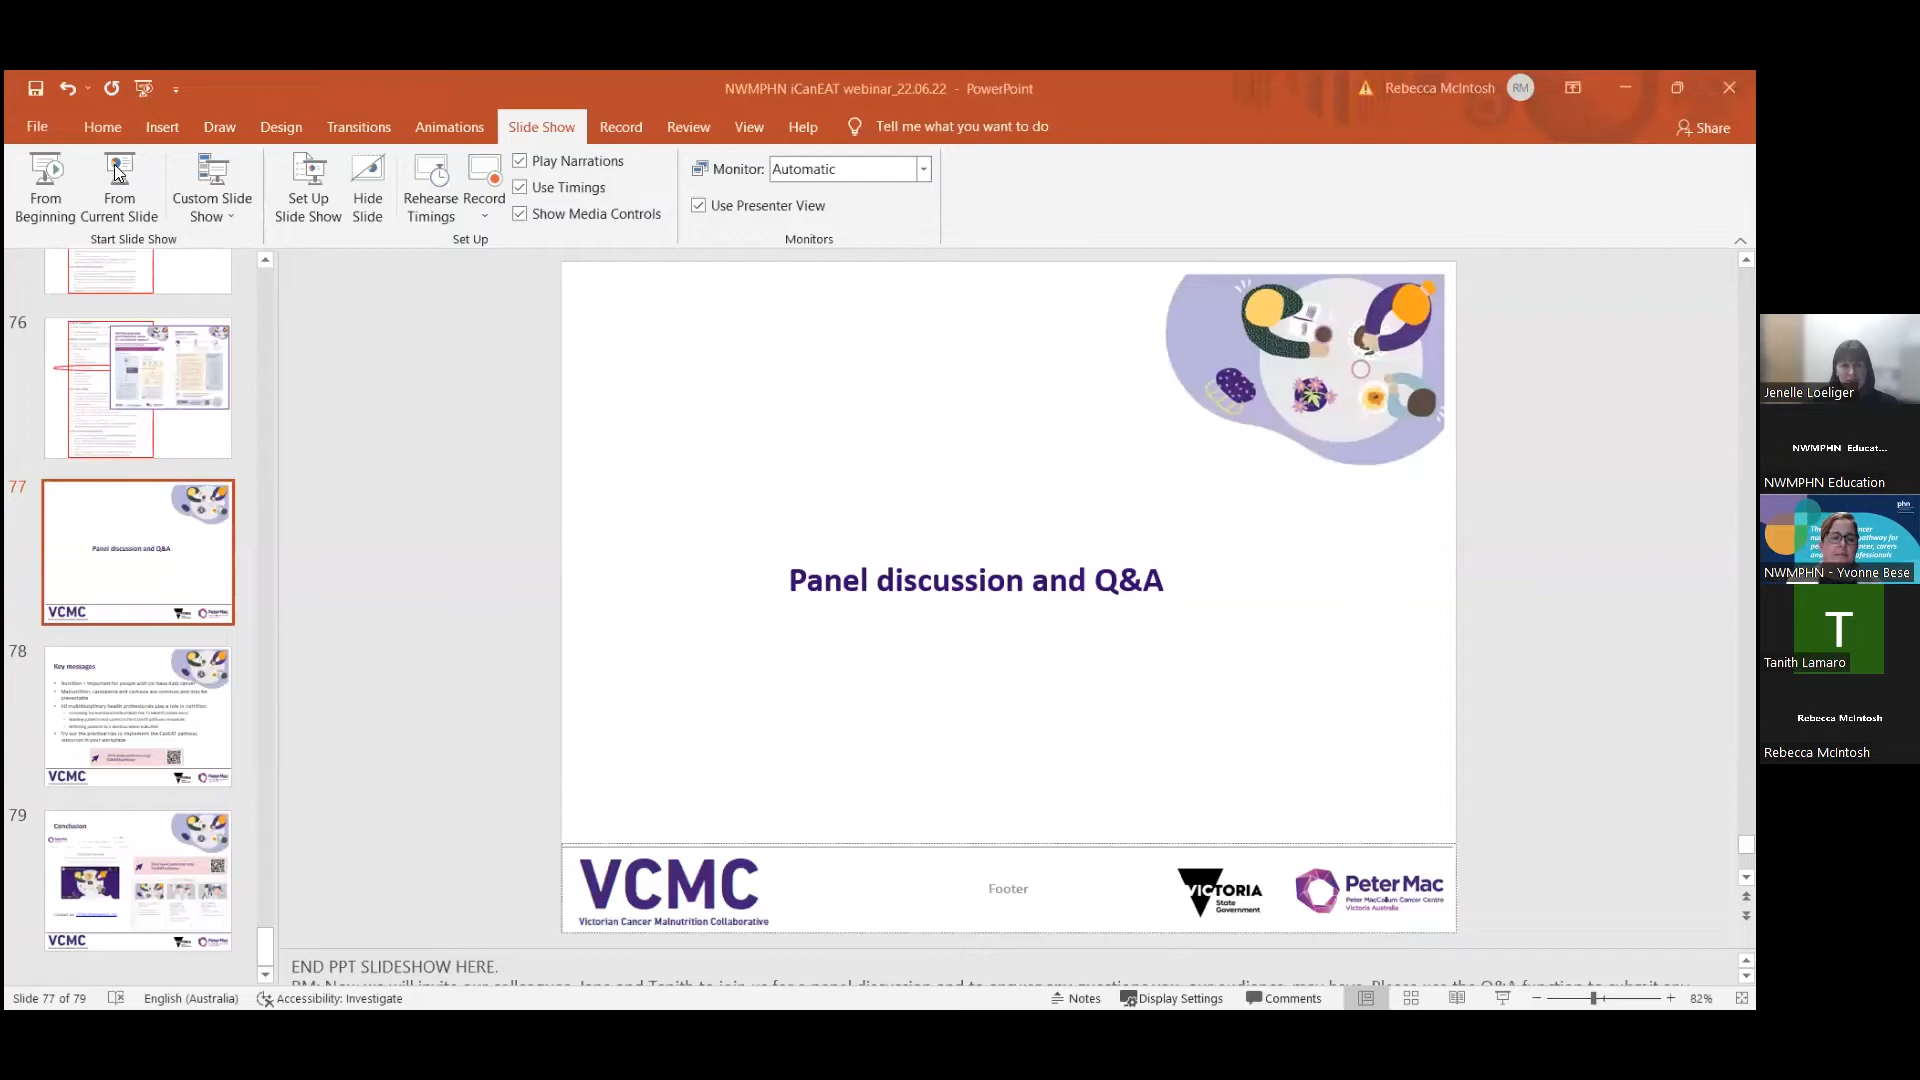 NWMPHN iCanEAT webinar_22.06.22 - PowerPoint
Rebecca McIntosh
RM
File
Home
Insert
Draw
Design
Transitions
Animations
Slide Show
Record
Review
View
Help
Tell me what you want to do
Share
From Beginning
From Current Slide
Custom Slide Show
Start Slide Show
Set Up Slide Show
Hide Slide
Rehearse Timings
Record
Play Narrations
Use Timings
Show Media Controls
Set Up
Monitor:
Automatic
Use Presenter View
Monitors
76
77
Panel discussion and Q&A
VCMC
78
Key messages
VCMC
79
Conclusion
VCMC
Panel discussion and Q&A
VCMC
Victorian Cancer Malnutrition Collaborative
Footer
VICTORIA
State
Government
Peter Mac
Peter MacCallum Cancer Centre
Victoria Australia
END PPT SLIDESHOW HERE.
Slide 77 of 79
English (Australia)
Accessibility: Investigate
Notes
Display Settings
Comments
82%
Jenelle Loeliger
NWMPHN Educat...
NWMPHN Education
phn
NWMPHN - Yvonne Bese
T
Tanith Lamaro
Rebecca McIntosh
Rebecca McIntosh